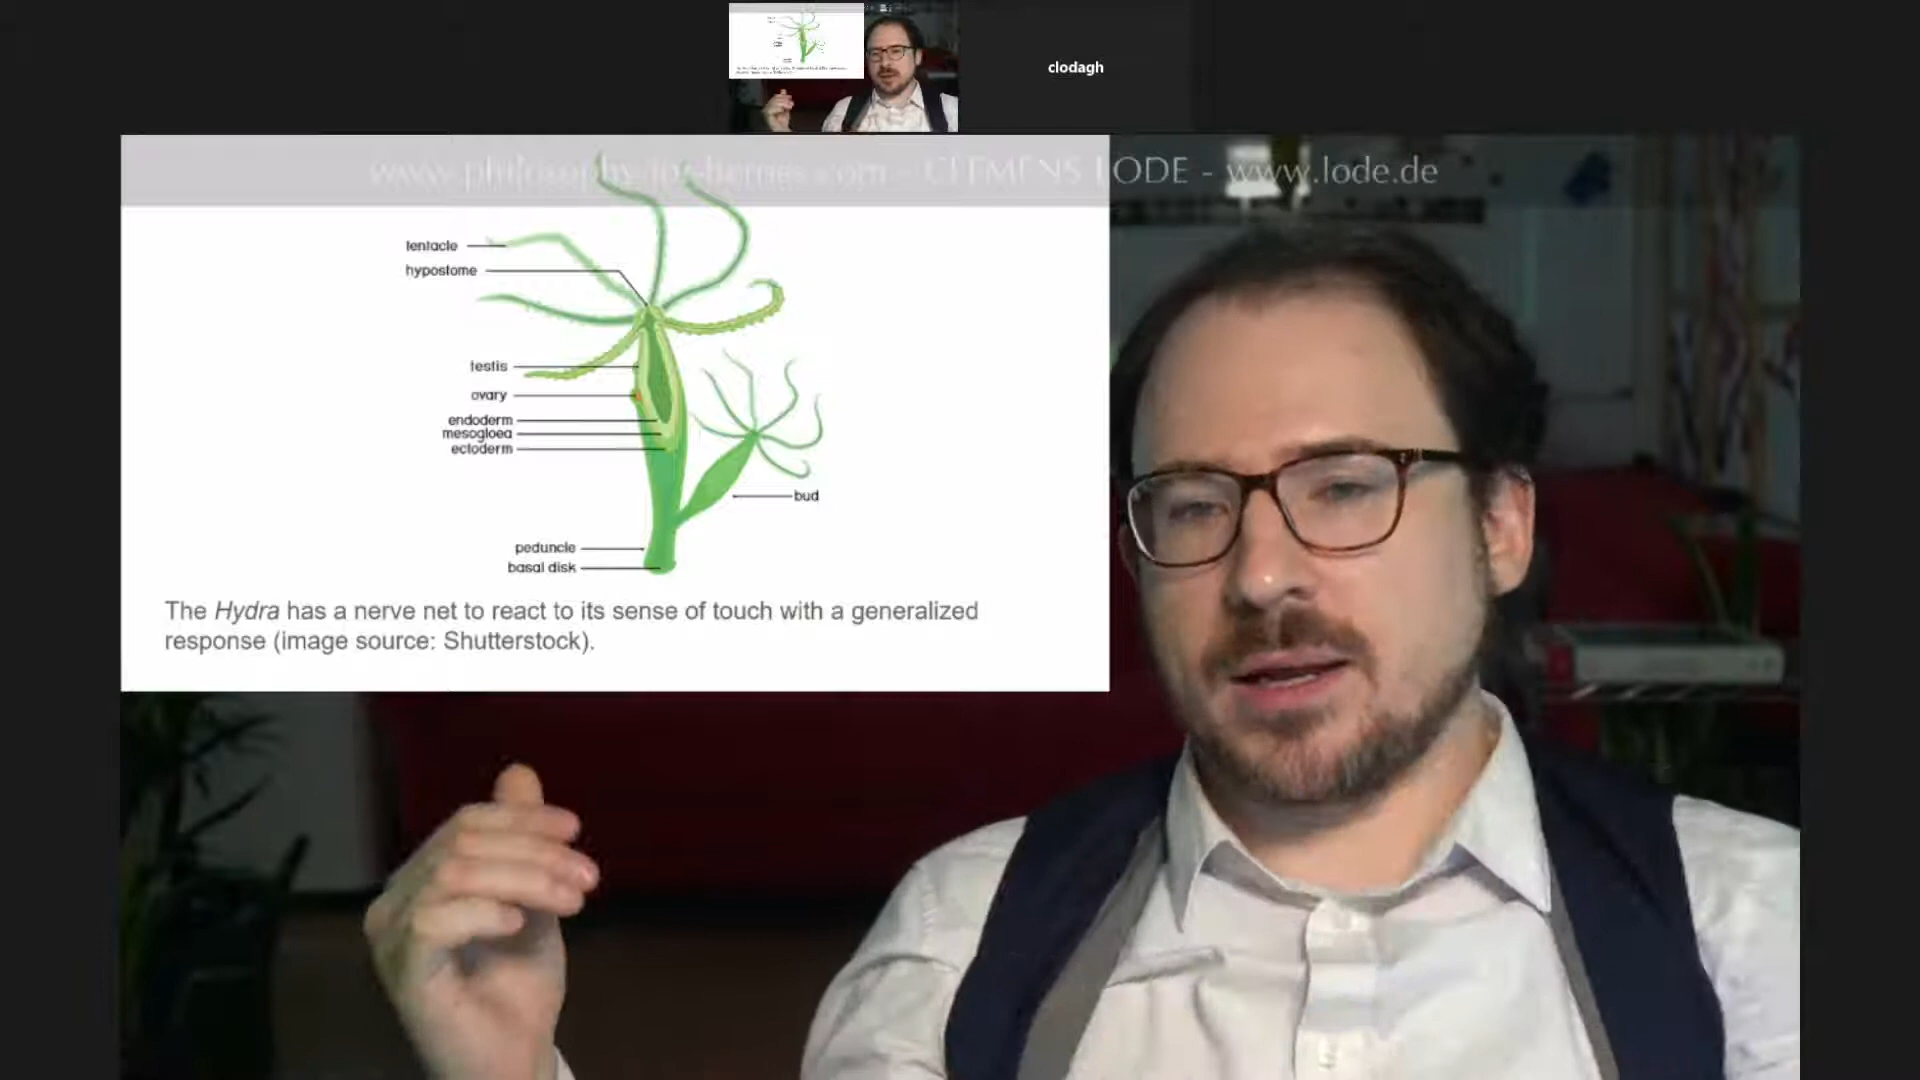 clodagh
www.philosophy-for-heroes.com - CLEMENS LODE - www.lode.de
tentacle
hypostome
testis
ovary
endoderm
mesogloea
ectoderm
bud
peduncle
basal disk
The Hydra has a nerve net to react to its sense of touch with a generalized
response (image source: Shutterstock).